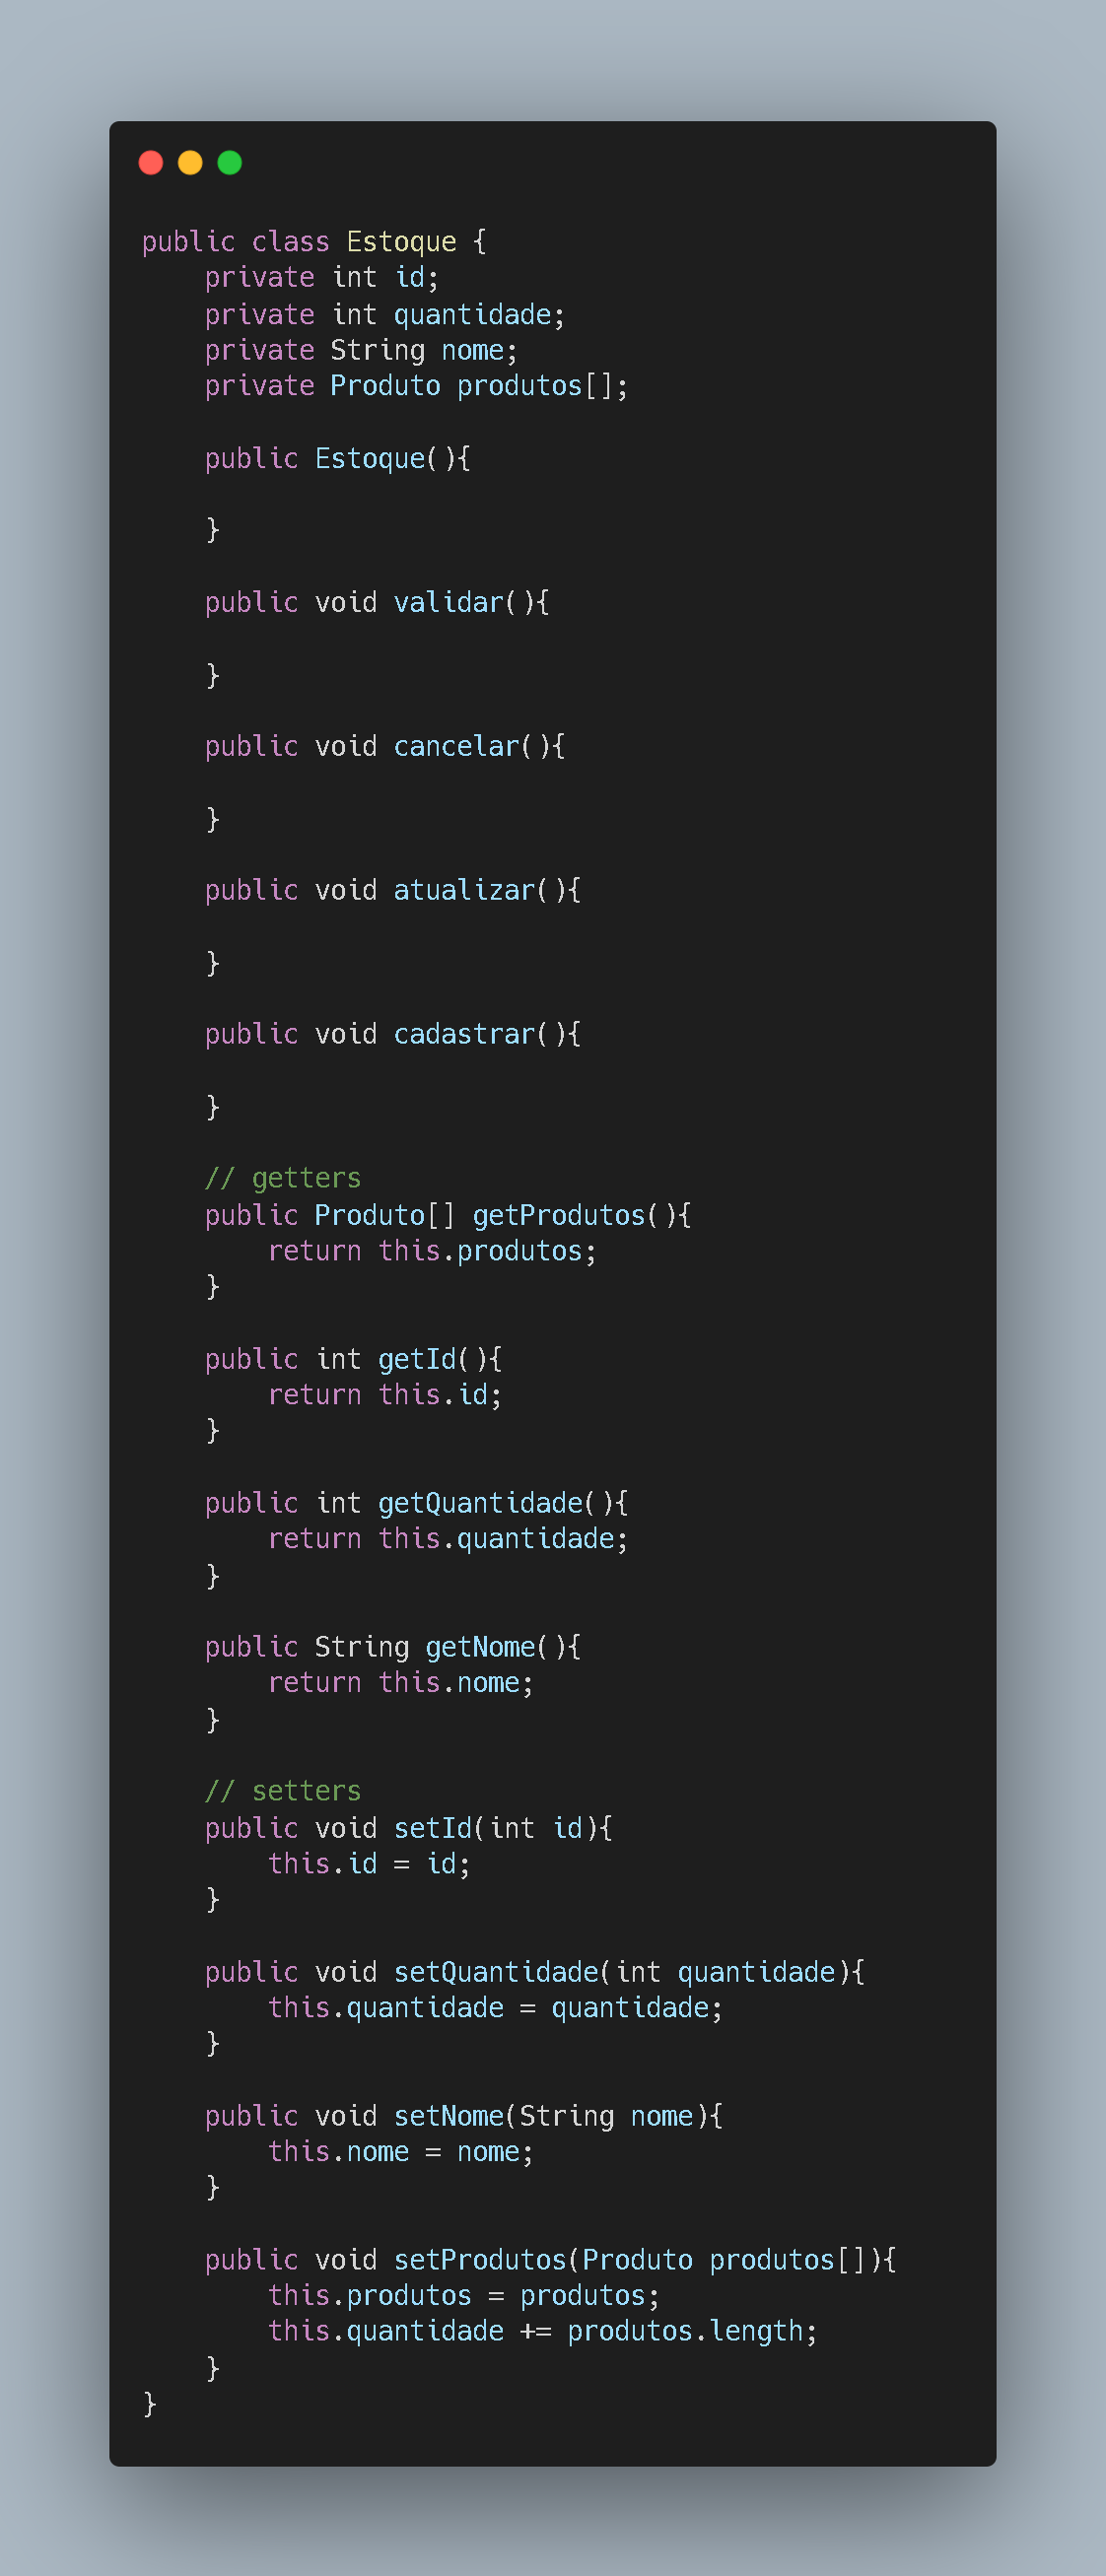 public class Estoque {
    private int id;
    private int quantidade;
    private String nome;
    private Produto produtos[];

    public Estoque(){

    }

    public void validar(){

    }

    public void cancelar(){

    }

    public void atualizar(){

    }

    public void cadastrar(){

    }

    // getters
    public Produto[] getProdutos(){
        return this.produtos;
    }

    public int getId(){
        return this.id;
    }

    public int getQuantidade(){
        return this.quantidade;
    }

    public String getNome(){
        return this.nome;
    }

    // setters
    public void setId(int id){
        this.id = id;
    }

    public void setQuantidade(int quantidade){
        this.quantidade = quantidade;
    }

    public void setNome(String nome){
        this.nome = nome;
    }

    public void setProdutos(Produto produtos[]){
        this.produtos = produtos;
        this.quantidade += produtos.length;
    }
}